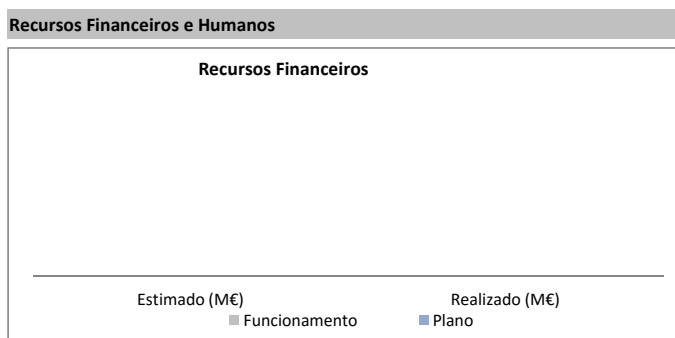 Recursos Financeiros e Humanos
Recursos Financeiros
Estimado (M€) Realizado (M€)
Funcionamento Plano